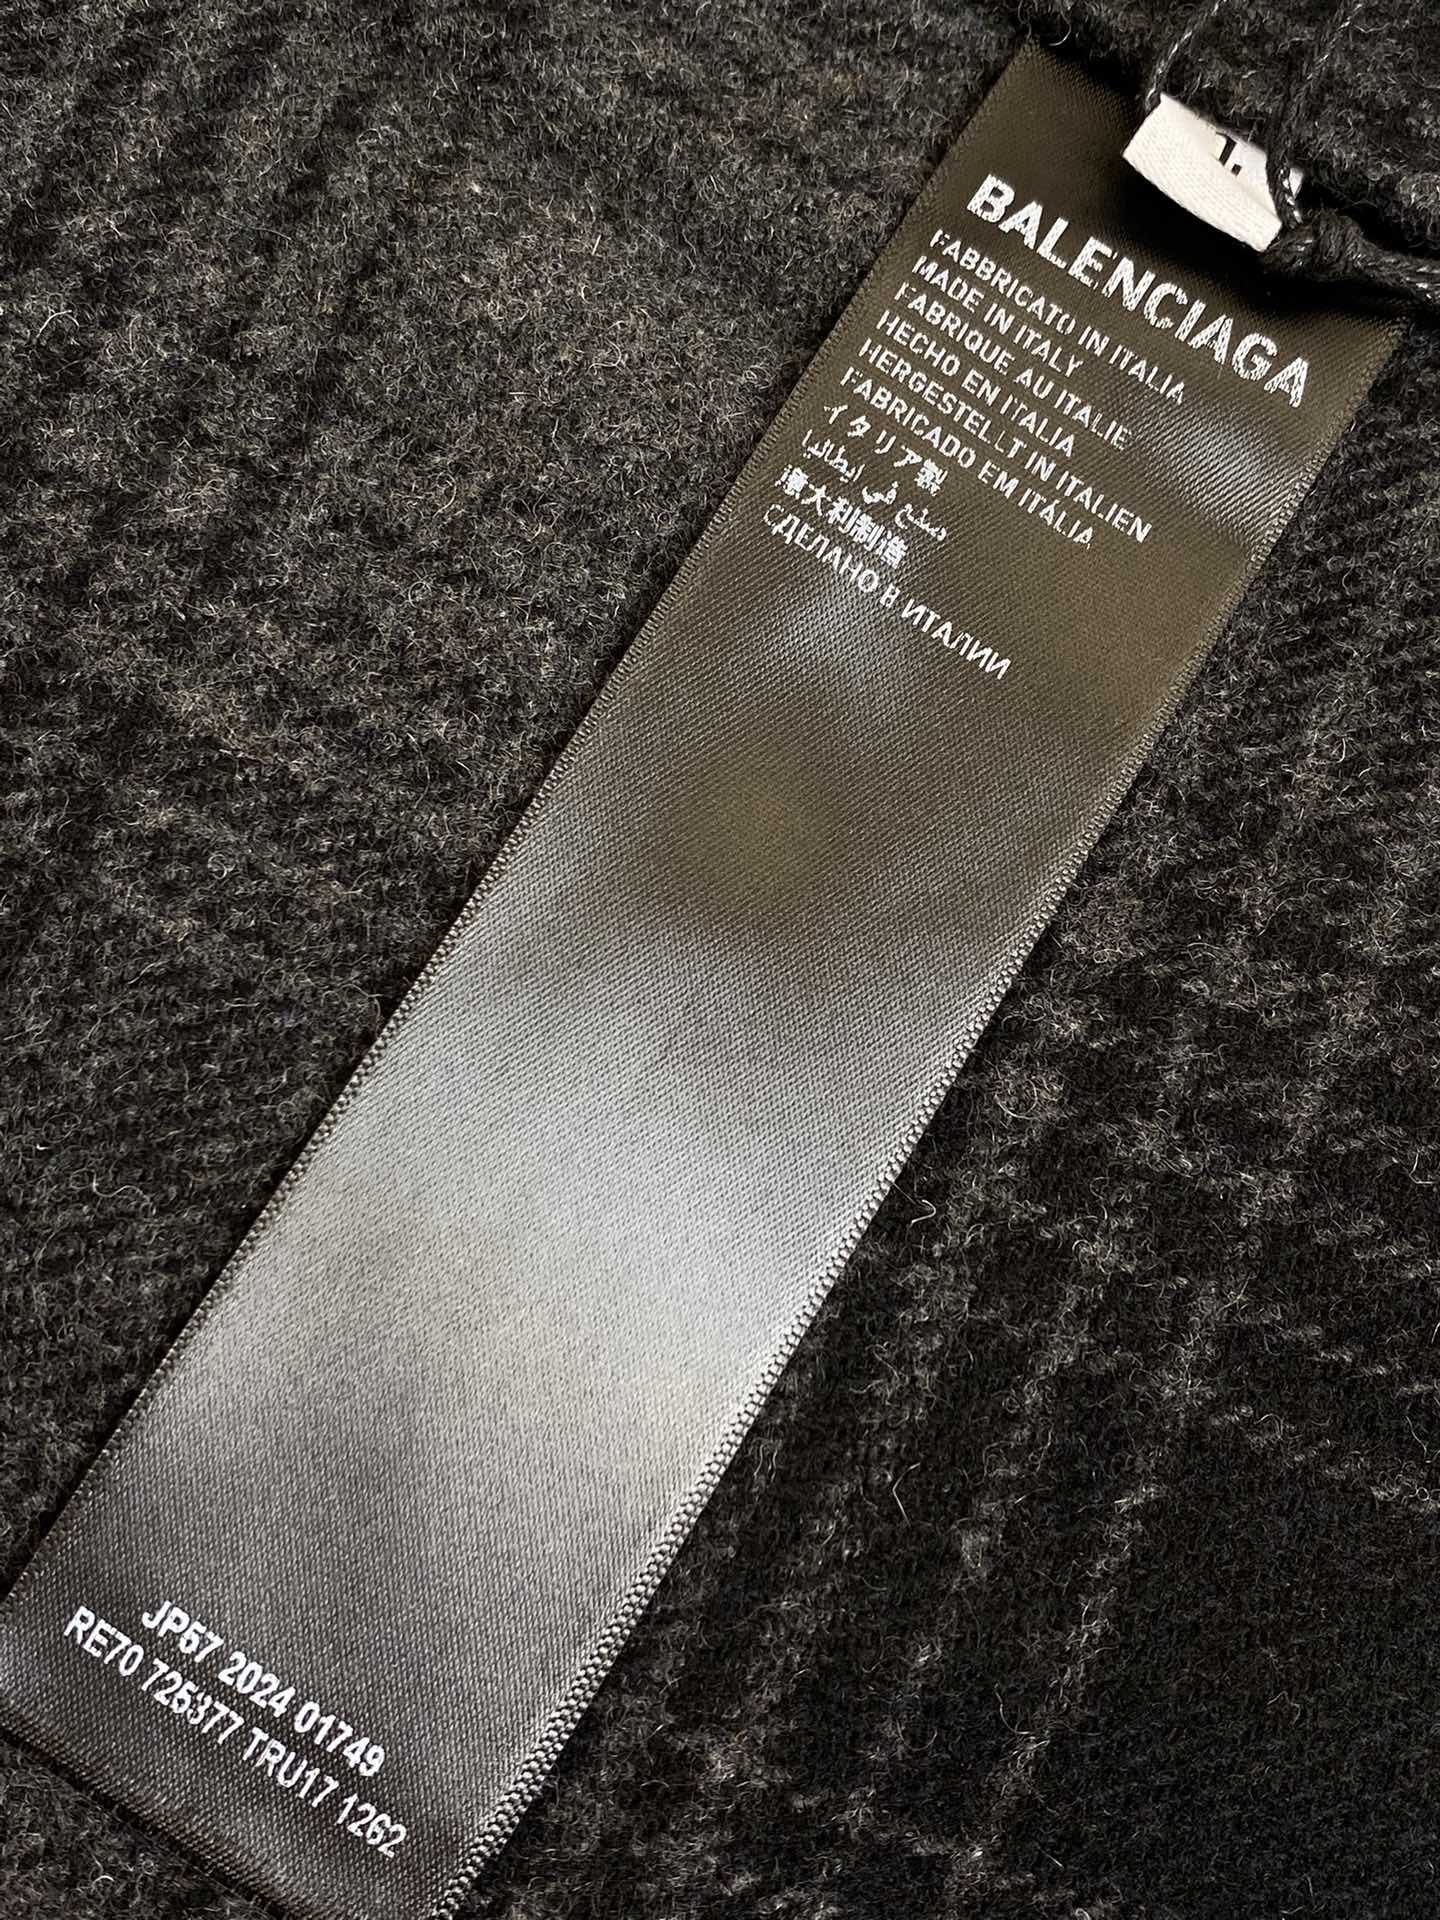 1.
BALENCIAGA
FABBRICATO IN ITALIA
MADE IN ITALY
FABRIQUE AU ITALIE
HECHO EN ITALIA
HERGESTELLT IN ITALIEN
FABRICADO EM ITÁLIA
イタリア製
صنع في إيطاليا
意大利制造
СДЕЛАНО В ИТАЛИИ
JP57 2024 01749
RE70 725377 TRU17 1262